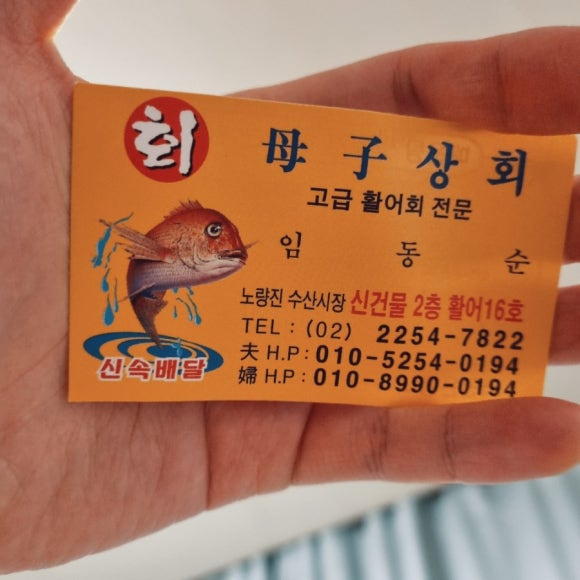 회
母子상회
고급 활어회 전문
임동순
노량진 수산시장 신건물 2층 활어16호
TEL : (02) 2254-7822
夫 H.P : 010-5254-0194
婦 H.P : 010-8990-0194
신속배달